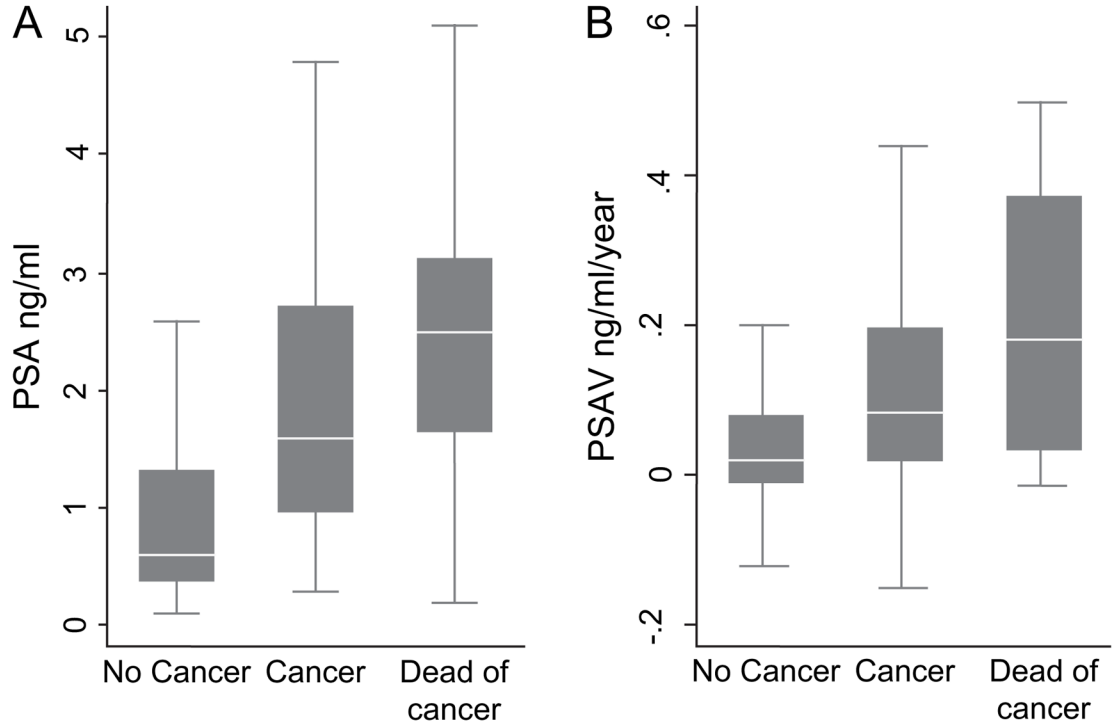 A
PSA ng/ml
5
4
3
2
1
0
No Cancer
Cancer
Dead of
cancer
B
PSAV ng/ml/year
.6
.4
.2
0
-.2
No Cancer
Cancer
Dead of
cancer